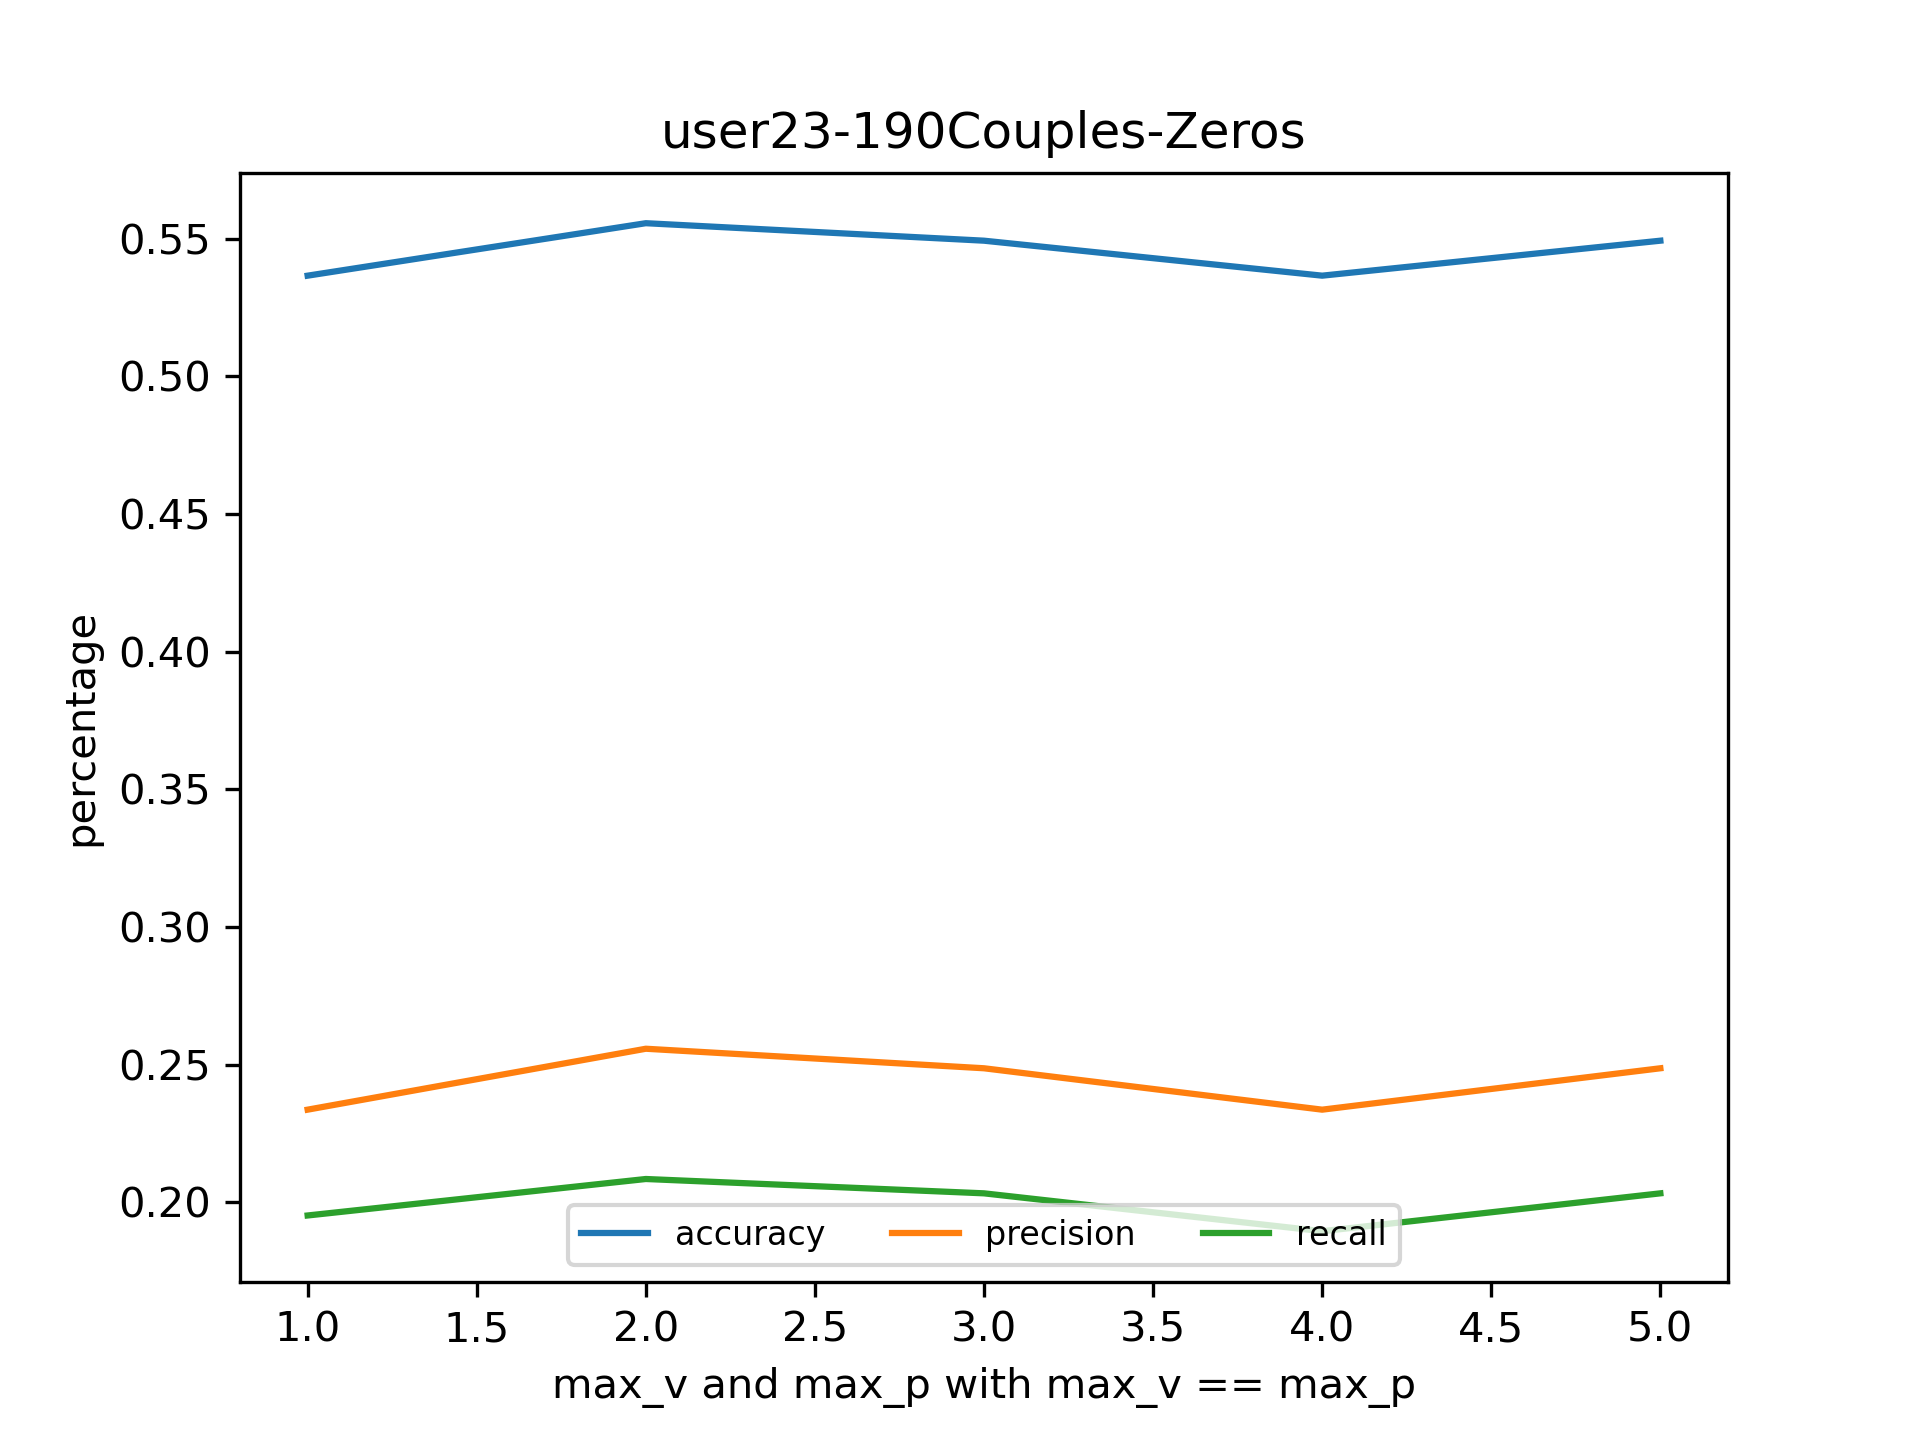 user23-190Couples-Zeros
percentage
0.55
0.50
0.45
0.40
0.35
0.30
0.25
0.20
accuracy precision recall
1.0 1.5 2.0 2.5 3.0 3.5 4.0 4.5 5.0
max_v and max_p with max_v == max_p